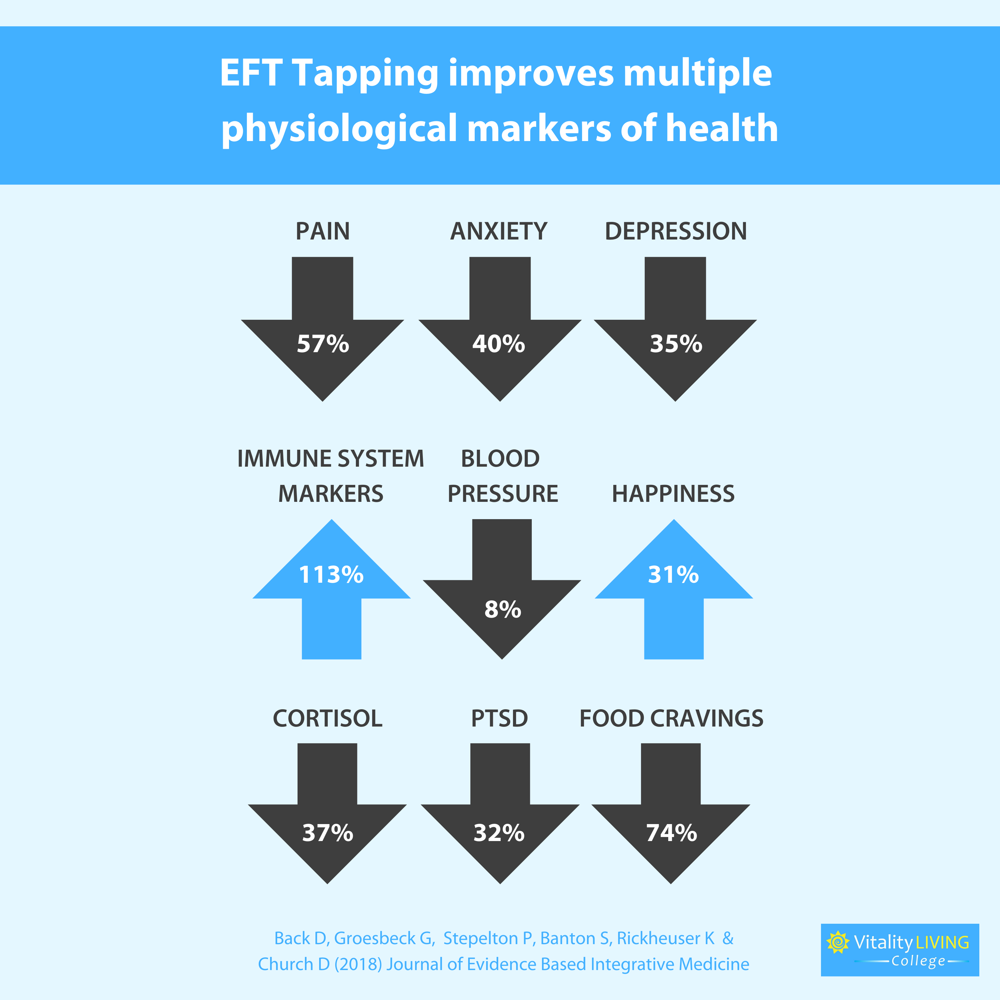 EFT Tapping improves multiple
physiological markers of health
PAIN
ANXIETY
DEPRESSION
57%
40%
35%
IMMUNE SYSTEM
MARKERS
BLOOD
PRESSURE
HAPPINESS
113%
8%
31%
CORTISOL
PTSD
FOOD CRAVINGS
37%
32%
74%
Back D, Groesbeck G, Stepelton P, Banton S, Rickheuser K &
Church D (2018) Journal of Evidence Based Integrative Medicine
Vitality LIVING
College